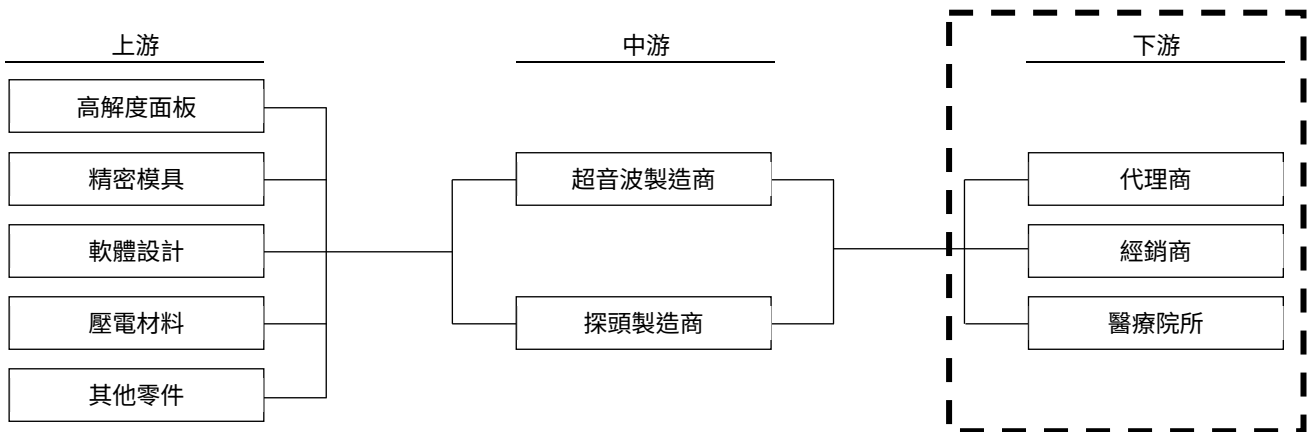 上游
高解度面板
精密模具
軟體設計
壓電材料
其他零件
中游
超音波製造商
探頭製造商
下游
代理商
經銷商
醫療院所